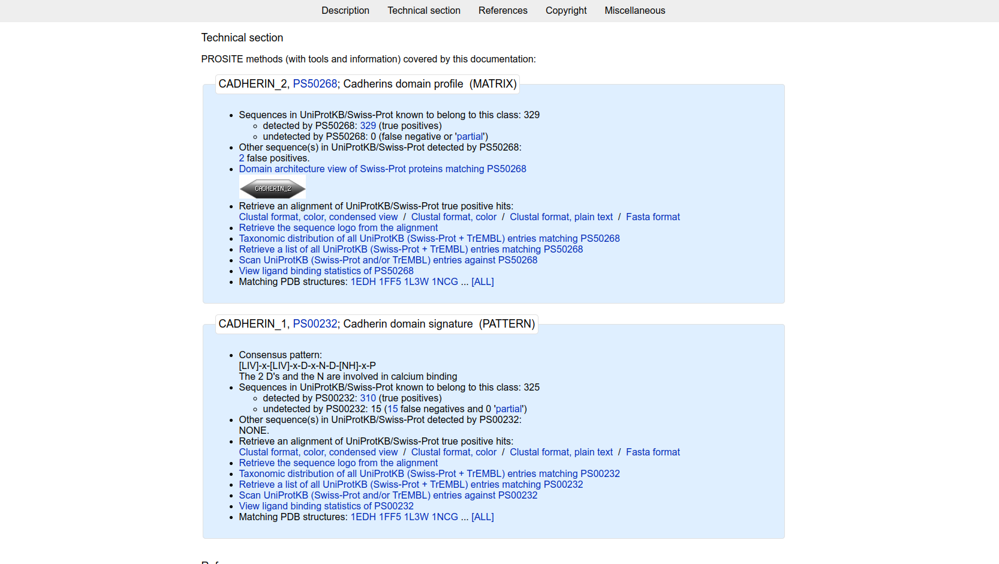 Description Technical section References Copyright Miscellaneous
Technical section
PROSITE methods (with tools and information) covered by this documentation:
CADHERIN_2, PS50268; Cadherins domain profile (MATRIX)
Sequences in UniProtKB/Swiss-Prot known to belong to this class: 329
detected by PS50268: 329 (true positives)
undetected by PS50268: 0 (false negative or 'partial')
Other sequence(s) in UniProtKB/Swiss-Prot detected by PS50268:
2 false positives.
Domain architecture view of Swiss-Prot proteins matching PS50268
CADHERIN_2
Retrieve an alignment of UniProtKB/Swiss-Prot true positive hits:
Clustal format, color, condensed view / Clustal format, color / Clustal format, plain text / Fasta format
Retrieve the sequence logo from the alignment
Taxonomic distribution of all UniProtKB (Swiss-Prot + TrEMBL) entries matching PS50268
Retrieve a list of all UniProtKB (Swiss-Prot + TrEMBL) entries matching PS50268
Scan UniProtKB (Swiss-Prot and/or TrEMBL) entries against PS50268
View ligand binding statistics of PS50268
Matching PDB structures: 1EDH 1FF5 1L3W 1NCG ... [ALL]
CADHERIN_1, PS00232; Cadherin domain signature (PATTERN)
Consensus pattern:
[LIV]-x-[LIV]-x-D-x-N-D-[NH]-x-P
The 2 D's and the N are involved in calcium binding
Sequences in UniProtKB/Swiss-Prot known to belong to this class: 325
detected by PS00232: 310 (true positives)
undetected by PS00232: 15 (15 false negatives and 0 'partial')
Other sequence(s) in UniProtKB/Swiss-Prot detected by PS00232:
NONE.
Retrieve an alignment of UniProtKB/Swiss-Prot true positive hits:
Clustal format, color, condensed view / Clustal format, color / Clustal format, plain text / Fasta format
Retrieve the sequence logo from the alignment
Taxonomic distribution of all UniProtKB (Swiss-Prot + TrEMBL) entries matching PS00232
Retrieve a list of all UniProtKB (Swiss-Prot + TrEMBL) entries matching PS00232
Scan UniProtKB (Swiss-Prot and/or TrEMBL) entries against PS00232
View ligand binding statistics of PS00232
Matching PDB structures: 1EDH 1FF5 1L3W 1NCG ... [ALL]